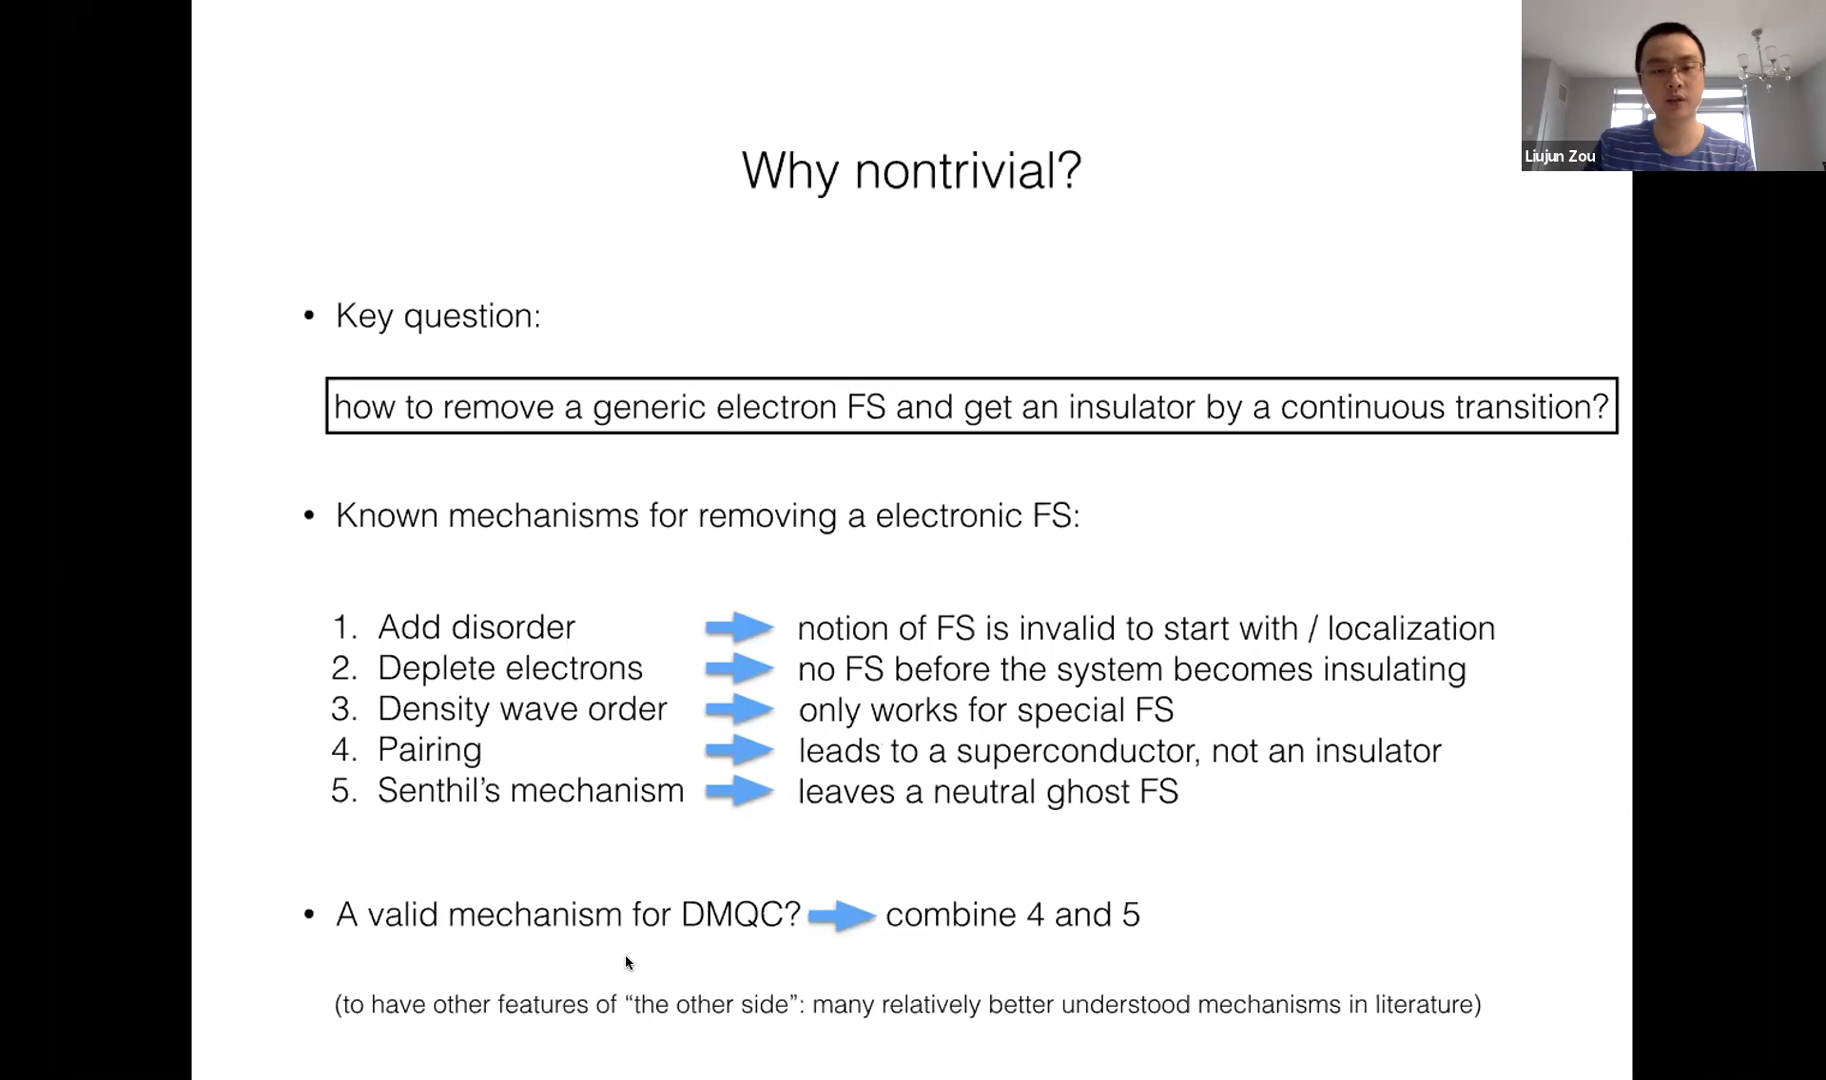 Why nontrivial?
Liujun Zou
• Key question:
how to remove a generic electron FS and get an insulator by a continuous transition?
• Known mechanisms for removing a electronic FS:
1. Add disorder notion of FS is invalid to start with / localization
2. Deplete electrons no FS before the system becomes insulating
3. Density wave order only works for special FS
4. Pairing leads to a superconductor, not an insulator
5. Senthil’s mechanism leaves a neutral ghost FS
• A valid mechanism for DMQC? combine 4 and 5
(to have other features of “the other side”: many relatively better understood mechanisms in literature)